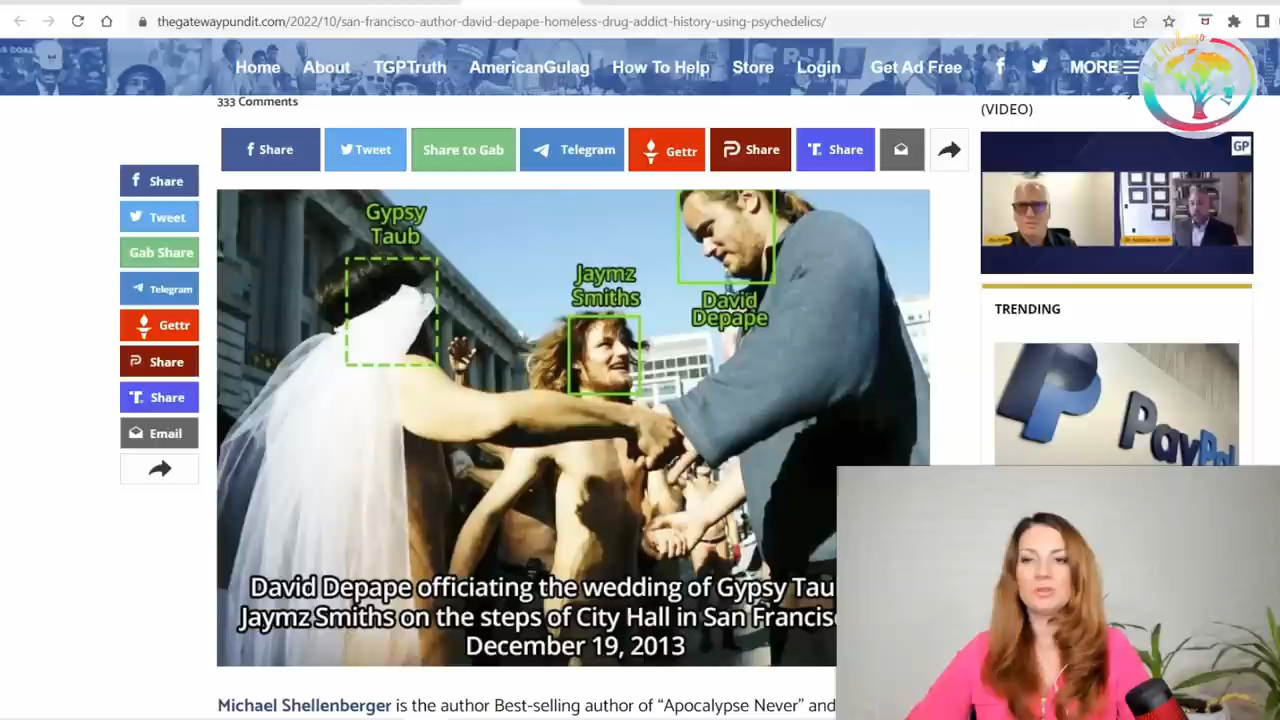 thegatewaypundit.com/2022/10/san-francisco-author-david-depape-homeless-drug-addict-history-using-psychedelics/
Home About TGPTruth AmericanGulag How To Help Store Login Get Ad Free MORE
333 Comments
(VIDEO)
Share Tweet Share to Gab Telegram Gettr Share Share
GP
Share
Tweet
Gab Share
Telegram
Gettr
Share
Share
Email
Gypsy
Taub
Jaymz
Smiths
David
Depape
TRENDING
PayPal
David Depape officiating the wedding of Gypsy Tau
Jaymz Smiths on the steps of City Hall in San Francis
December 19, 2013
Michael Shellenberger is the author Best-selling author of “Apocalypse Never” and